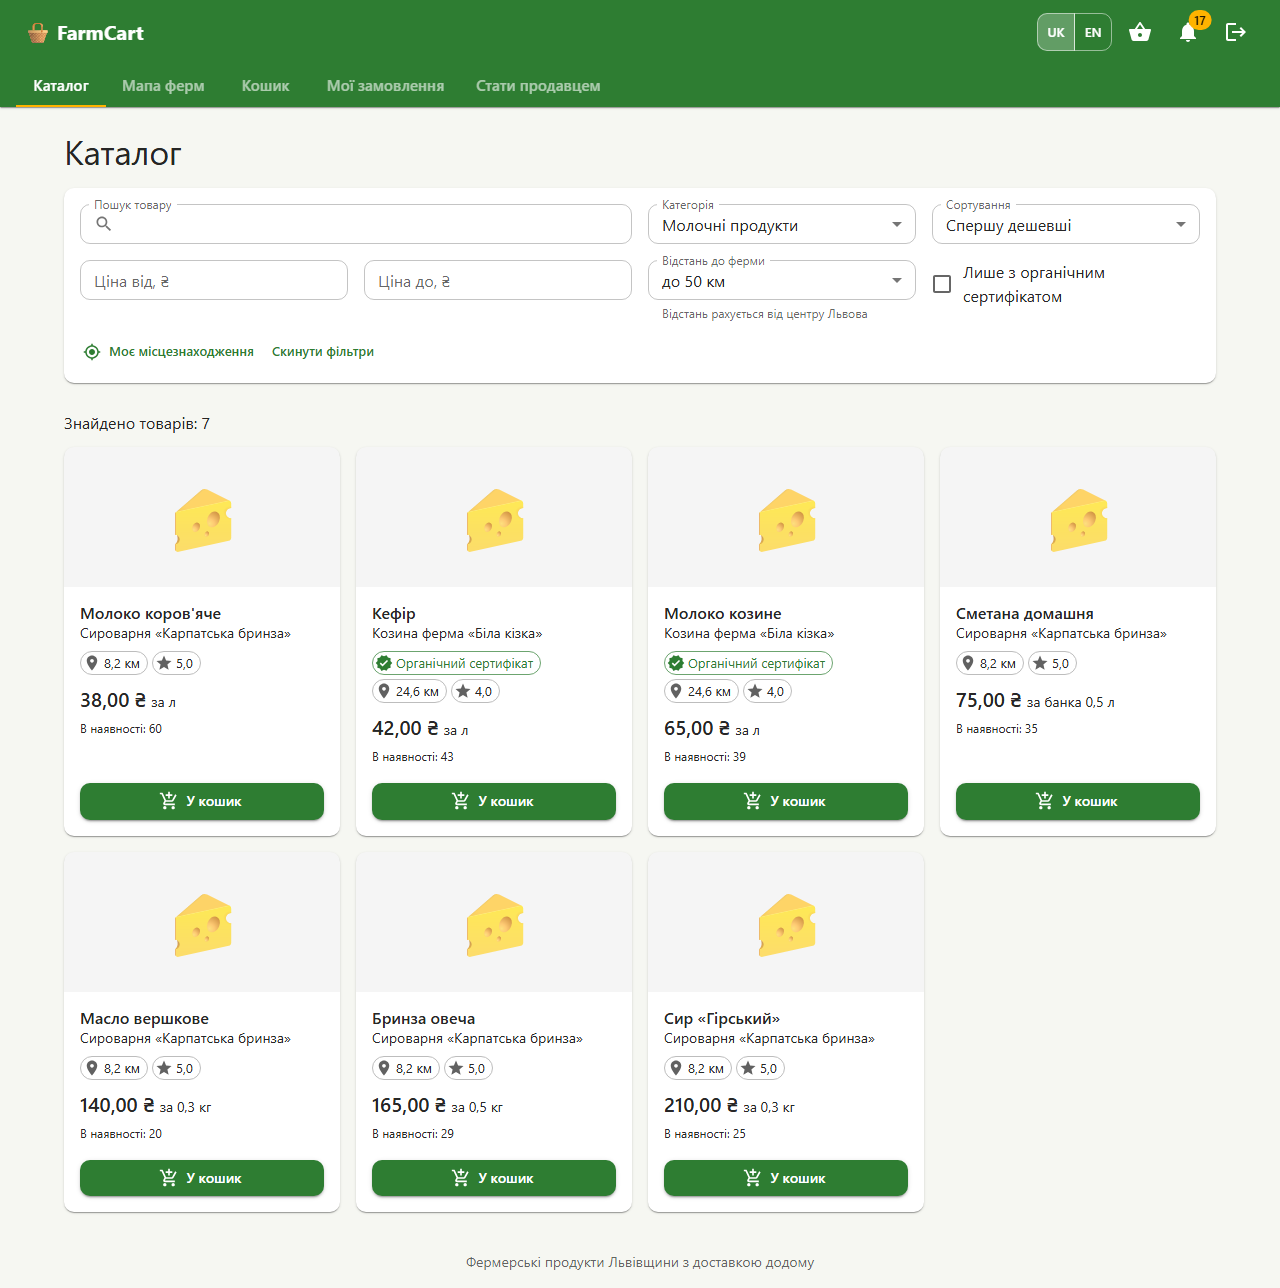 FarmCart
UK EN 17
Каталог Мапа ферм Кошик Мої замовлення Стати продавцем
Каталог
Пошук товару Категорія Сортування
Молочні продукти Спершу дешевші
Відстань до ферми
Ціна від, ₴ Ціна до, ₴ до 50 км Лише з органічним
сертифікатом
Відстань рахується від центру Львова
Моє місцезнаходження Скинути фільтри
Знайдено товарів: 7
Молоко коров'яче
Сироварня «Карпатська бринза»
8,2 км 5,0
38,00 ₴ за л
В наявності: 60
У кошик
Кефір
Козина ферма «Біла кізка»
Органічний сертифікат
24,6 км 4,0
42,00 ₴ за л
В наявності: 43
У кошик
Молоко козине
Козина ферма «Біла кізка»
Органічний сертифікат
24,6 км 4,0
65,00 ₴ за л
В наявності: 39
У кошик
Сметана домашня
Сироварня «Карпатська бринза»
8,2 км 5,0
75,00 ₴ за банка 0,5 л
В наявності: 35
У кошик
Масло вершкове
Сироварня «Карпатська бринза»
8,2 км 5,0
140,00 ₴ за 0,3 кг
В наявності: 20
У кошик
Бринза овеча
Сироварня «Карпатська бринза»
8,2 км 5,0
165,00 ₴ за 0,5 кг
В наявності: 29
У кошик
Сир «Гірський»
Сироварня «Карпатська бринза»
8,2 км 5,0
210,00 ₴ за 0,3 кг
В наявності: 25
У кошик
Фермерські продукти Львівщини з доставкою додому